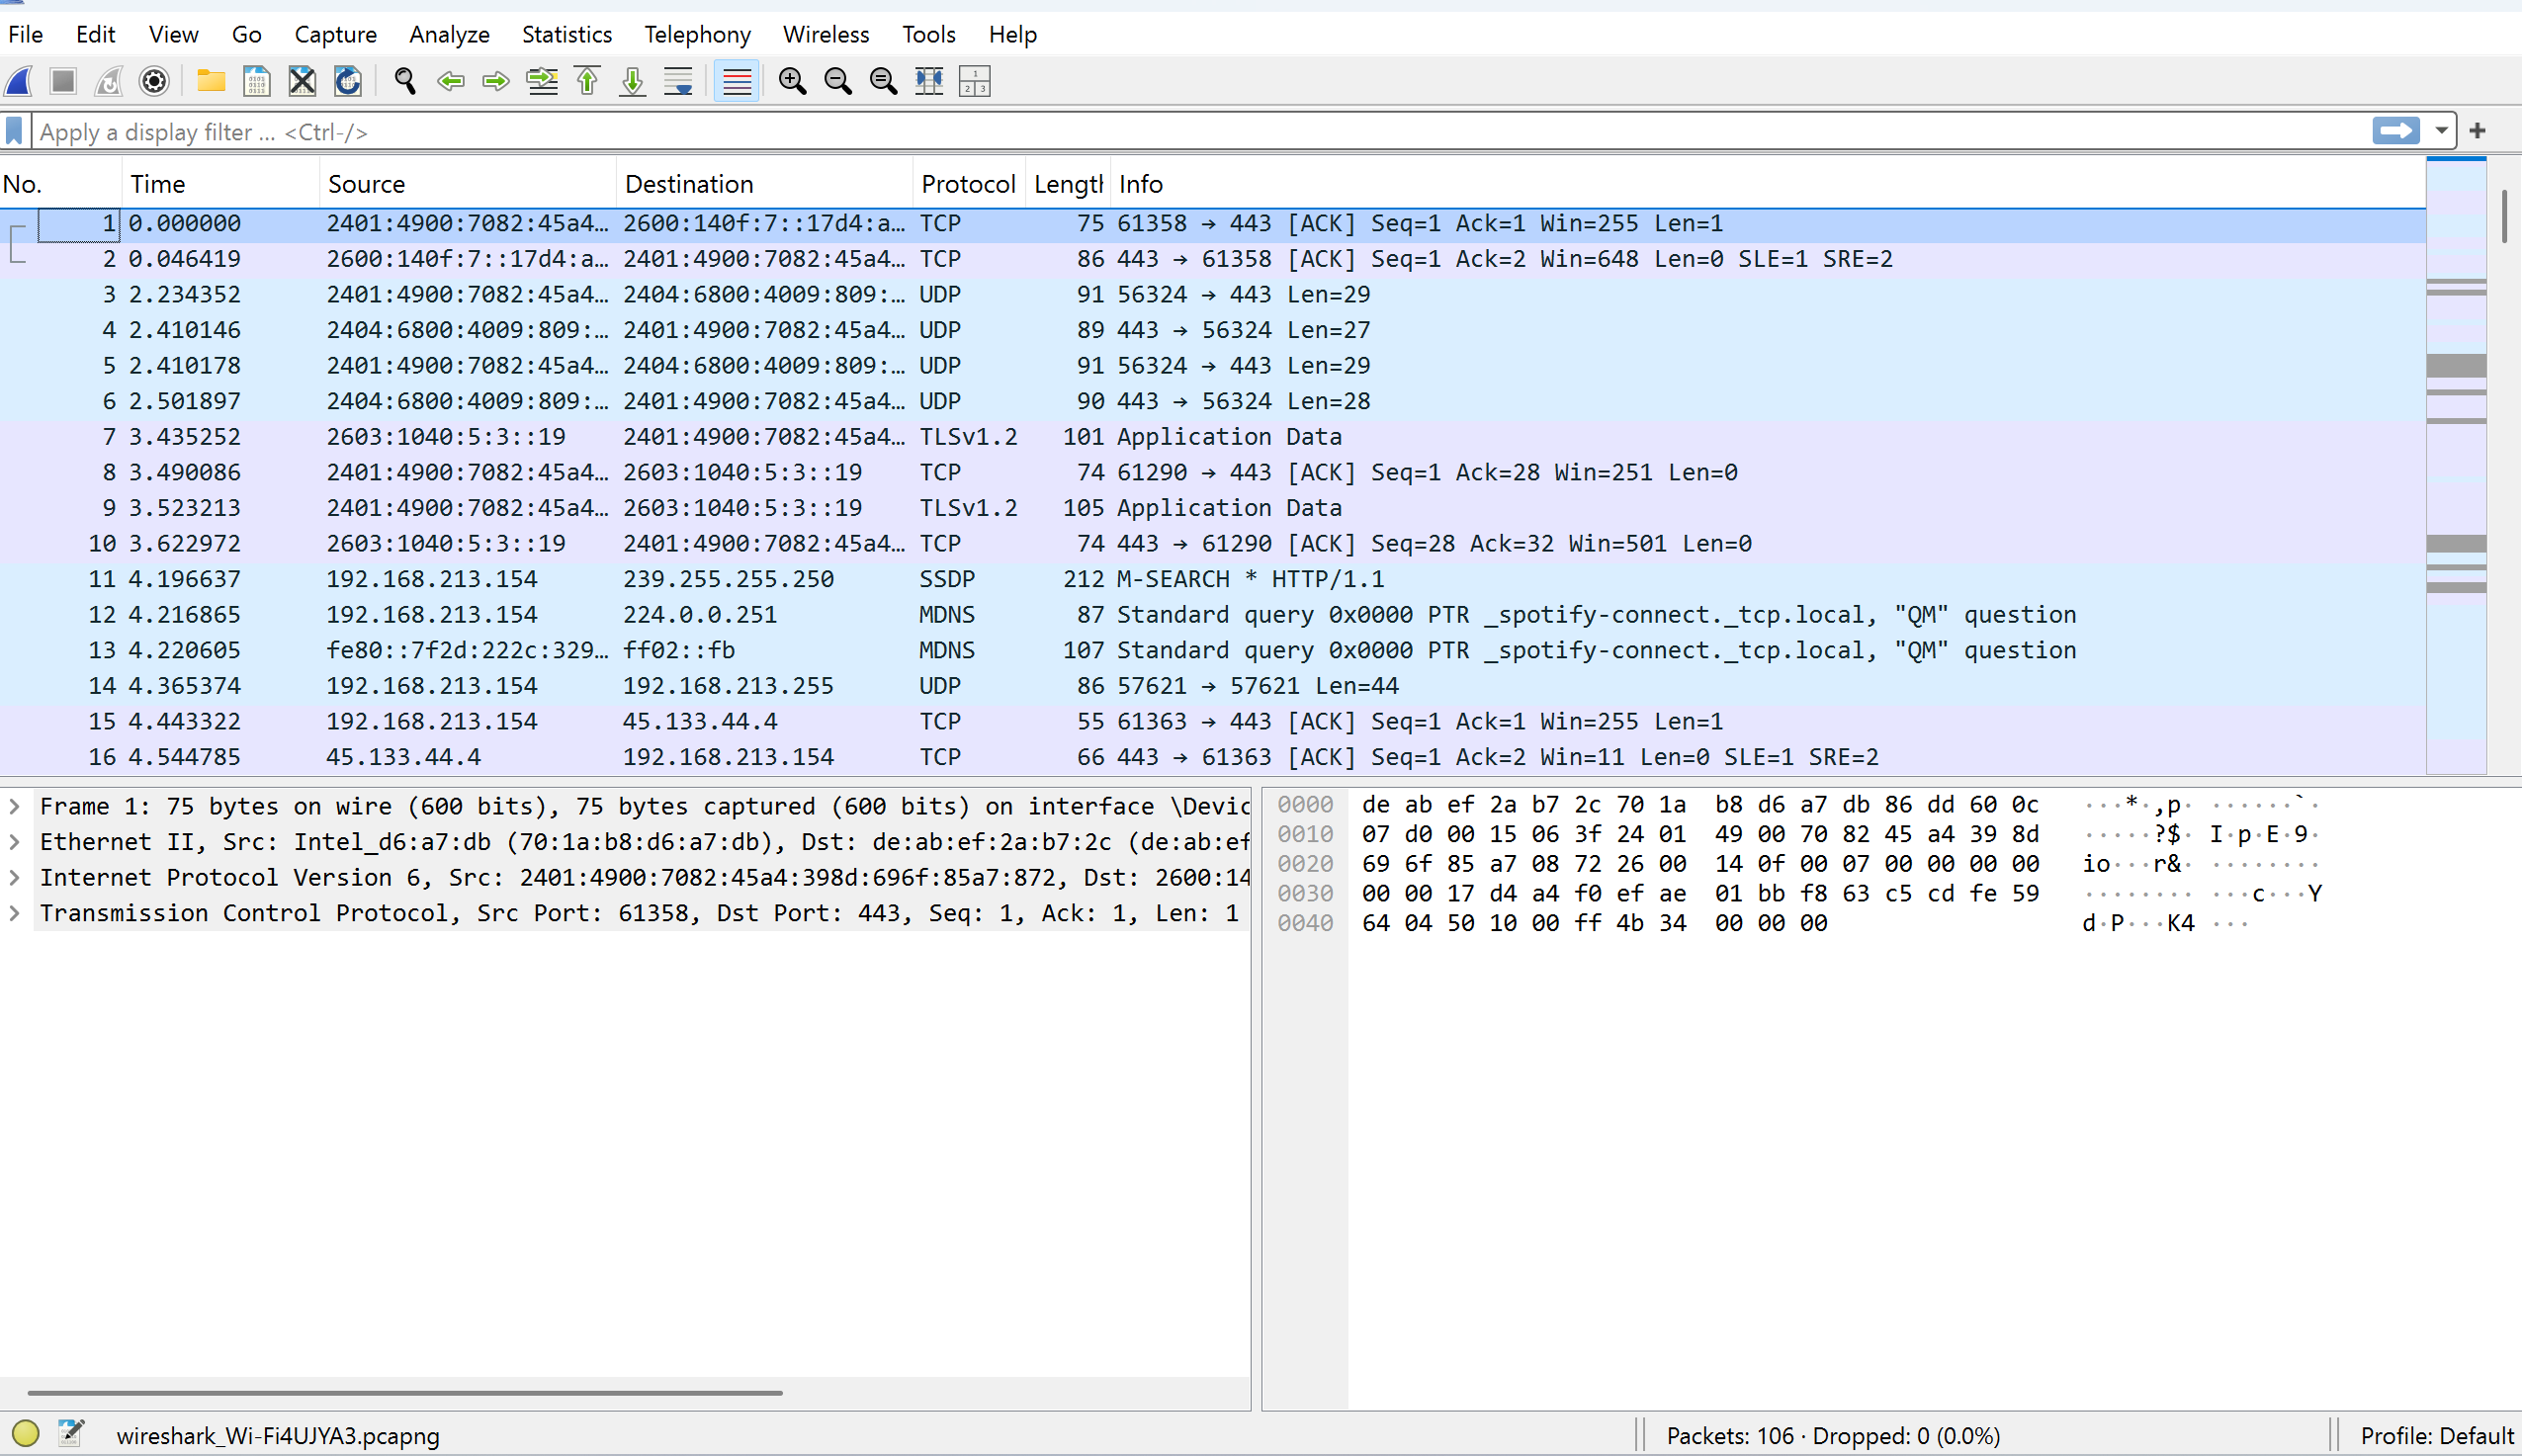 File Edit View Go Capture Analyze Statistics Telephony Wireless Tools Help
Apply a display filter ... <Ctrl-/>
No. Time Source Destination Protocol Length Info
1 0.000000 2401:4900:7082:45a4… 2600:140f:7::17d4:a… TCP 75 61358 → 443 [ACK] Seq=1 Ack=1 Win=255 Len=1
2 0.046419 2600:140f:7::17d4:a… 2401:4900:7082:45a4… TCP 86 443 → 61358 [ACK] Seq=1 Ack=2 Win=648 Len=0 SLE=1 SRE=2
3 2.234352 2401:4900:7082:45a4… 2404:6800:4009:809:… UDP 91 56324 → 443 Len=29
4 2.410146 2404:6800:4009:809:… 2401:4900:7082:45a4… UDP 89 443 → 56324 Len=27
5 2.410178 2401:4900:7082:45a4… 2404:6800:4009:809:… UDP 91 56324 → 443 Len=29
6 2.501897 2404:6800:4009:809:… 2401:4900:7082:45a4… UDP 90 443 → 56324 Len=28
7 3.435252 2603:1040:5:3::19 2401:4900:7082:45a4… TLSv1.2 101 Application Data
8 3.490086 2401:4900:7082:45a4… 2603:1040:5:3::19 TCP 74 61290 → 443 [ACK] Seq=1 Ack=28 Win=251 Len=0
9 3.523213 2401:4900:7082:45a4… 2603:1040:5:3::19 TLSv1.2 105 Application Data
10 3.622972 2603:1040:5:3::19 2401:4900:7082:45a4… TCP 74 443 → 61290 [ACK] Seq=28 Ack=32 Win=501 Len=0
11 4.196637 192.168.213.154 239.255.255.250 SSDP 212 M-SEARCH * HTTP/1.1
12 4.216865 192.168.213.154 224.0.0.251 MDNS 87 Standard query 0x0000 PTR _spotify-connect._tcp.local, "QM" question
13 4.220605 fe80::7f2d:222c:329… ff02::fb MDNS 107 Standard query 0x0000 PTR _spotify-connect._tcp.local, "QM" question
14 4.365374 192.168.213.154 192.168.213.255 UDP 86 57621 → 57621 Len=44
15 4.443322 192.168.213.154 45.133.44.4 TCP 55 61363 → 443 [ACK] Seq=1 Ack=1 Win=255 Len=1
16 4.544785 45.133.44.4 192.168.213.154 TCP 66 443 → 61363 [ACK] Seq=1 Ack=2 Win=11 Len=0 SLE=1 SRE=2
Frame 1: 75 bytes on wire (600 bits), 75 bytes captured (600 bits) on interface \Devic
Ethernet II, Src: Intel_d6:a7:db (70:1a:b8:d6:a7:db), Dst: de:ab:ef:2a:b7:2c (de:ab:ef
Internet Protocol Version 6, Src: 2401:4900:7082:45a4:398d:696f:85a7:872, Dst: 2600:14
Transmission Control Protocol, Src Port: 61358, Dst Port: 443, Seq: 1, Ack: 1, Len: 1
0000 de ab ef 2a b7 2c 70 1a b8 d6 a7 db 86 dd 60 0c ···*·,p· ······`·
0010 07 d0 00 15 06 3f 24 01 49 00 70 82 45 a4 39 8d ·····?$· I·p·E·9·
0020 69 6f 85 a7 08 72 26 00 14 0f 00 07 00 00 00 00 io···r&· ········
0030 00 00 17 d4 a4 f0 ef ae 01 bb f8 63 c5 cd fe 59 ········ ···c···Y
0040 64 04 50 10 00 ff 4b 34 00 00 00 d·P···K4 ···
wireshark_Wi-Fi4UJYA3.pcapng
Packets: 106 · Dropped: 0 (0.0%)
Profile: Default